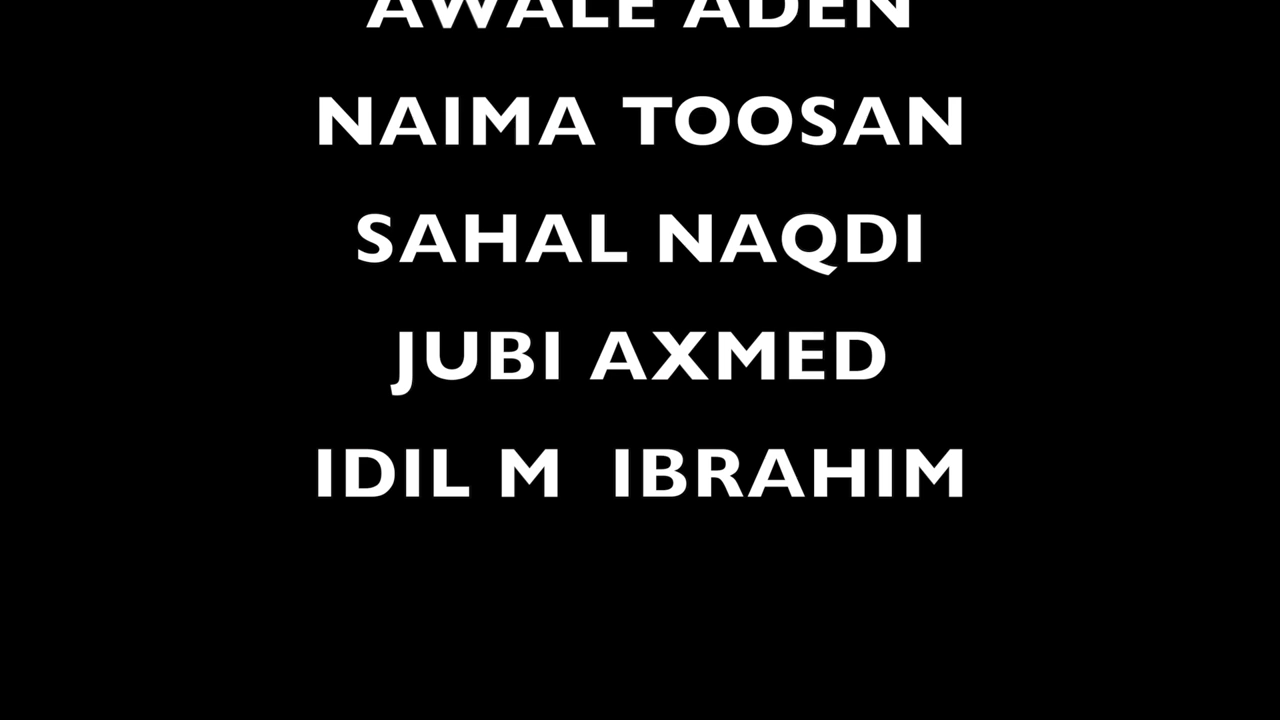 AWALE ADEN
NAIMA TOOSAN
SAHAL NAQDI
JUBI AXMED
IDIL M  IBRAHIM